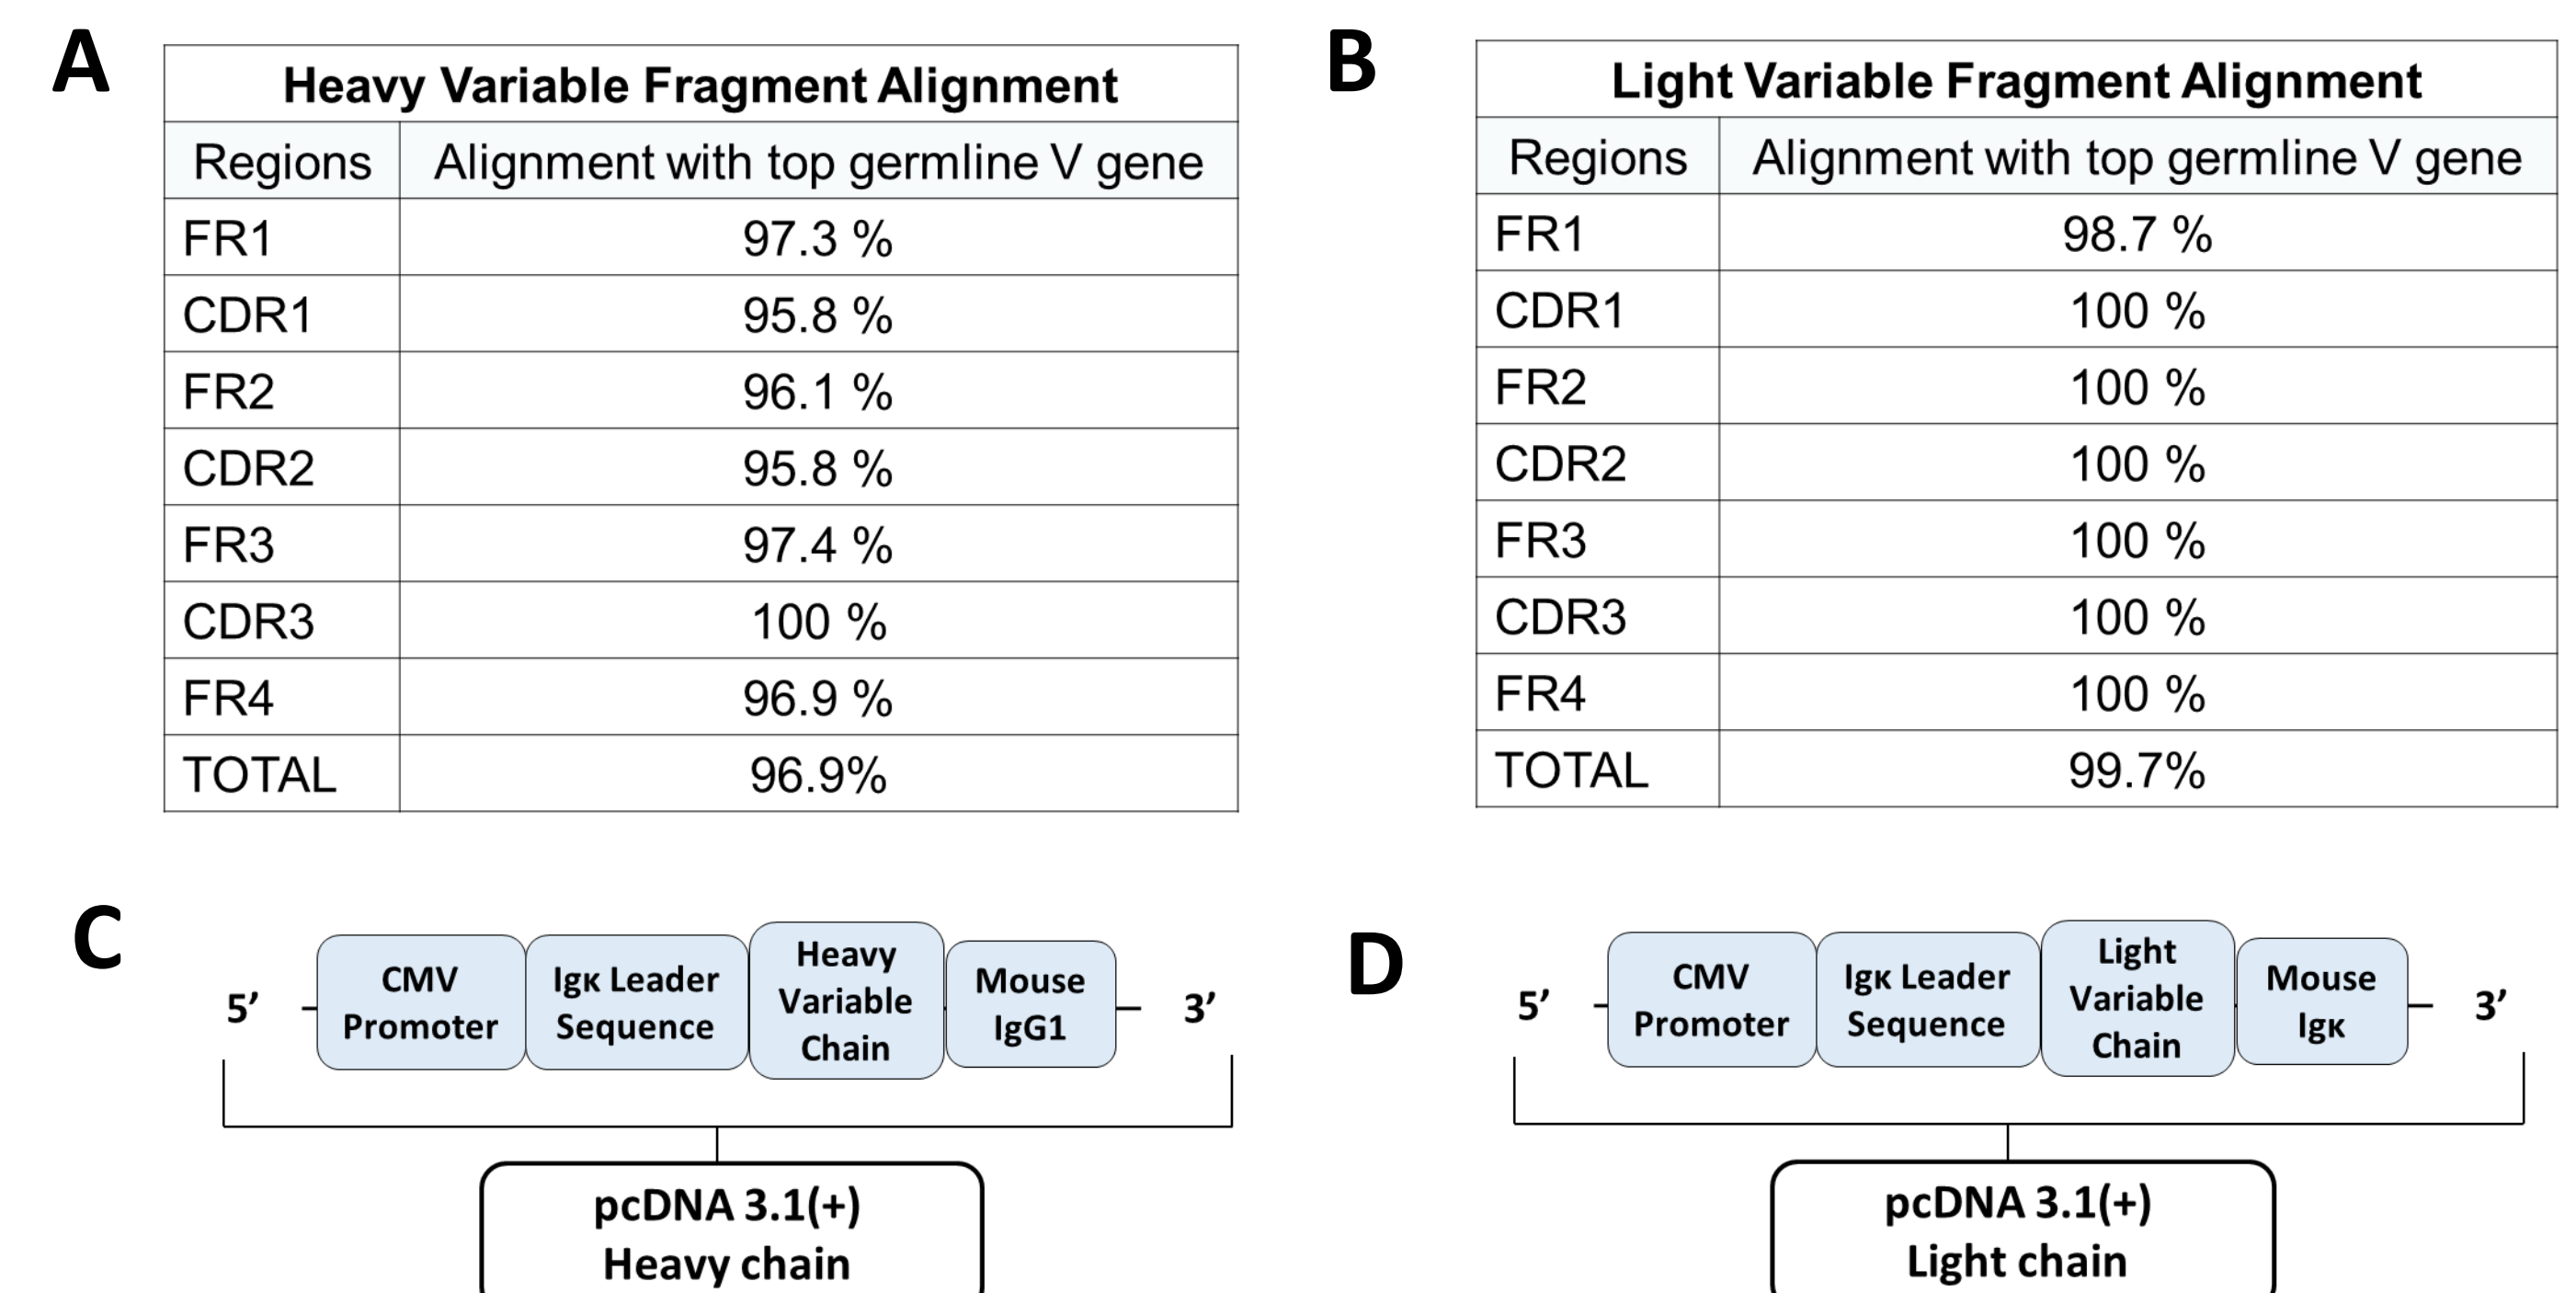 A
Heavy Variable Fragment Alignment
Regions Alignment with top germline V gene
FR1 97.3 %
CDR1 95.8 %
FR2 96.1 %
CDR2 95.8 %
FR3 97.4 %
CDR3 100 %
FR4 96.9 %
TOTAL 96.9%
B
Light Variable Fragment Alignment
Regions Alignment with top germline V gene
FR1 98.7 %
CDR1 100 %
FR2 100 %
CDR2 100 %
FR3 100 %
CDR3 100 %
FR4 100 %
TOTAL 99.7%
C
5’
CMV
Promoter
Igκ Leader
Sequence
Heavy
Variable
Chain
Mouse
IgG1
3’
pcDNA 3.1(+)
Heavy chain
D
5’
CMV
Promoter
Igκ Leader
Sequence
Light
Variable
Chain
Mouse
Igκ
3’
pcDNA 3.1(+)
Light chain